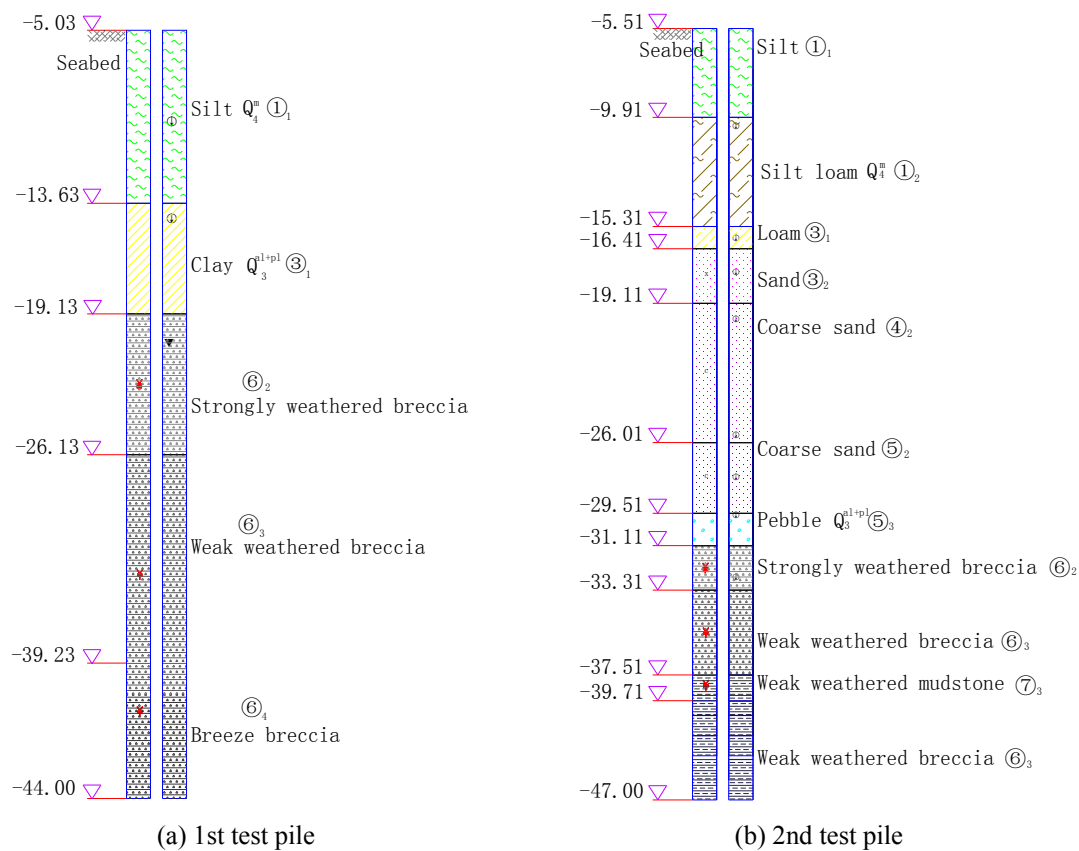 -5.03
Seabed
Silt Q₄ᵐ ①₁
-13.63
Clay Q₃ᵃˡ⁺ᵖˡ ③₁
-19.13
⑥₂
Strongly weathered breccia
-26.13
⑥₃
Weak weathered breccia
-39.23
⑥₄
Breeze breccia
-44.00
(a) 1st test pile
-5.51
Seabed
Silt ①₁
-9.91
Silt loam Q₄ᵐ ①₂
-15.31
Loam ③₁
-16.41
Sand ③₂
-19.11
Coarse sand ④₂
-26.01
Coarse sand ⑤₂
-29.51
Pebble Q₃ᵃˡ⁺ᵖˡ ⑤₃
-31.11
Strongly weathered breccia ⑥₂
-33.31
Weak weathered breccia ⑥₃
-37.51
Weak weathered mudstone ⑦₃
-39.71
Weak weathered breccia ⑥₃
-47.00
(b) 2nd test pile